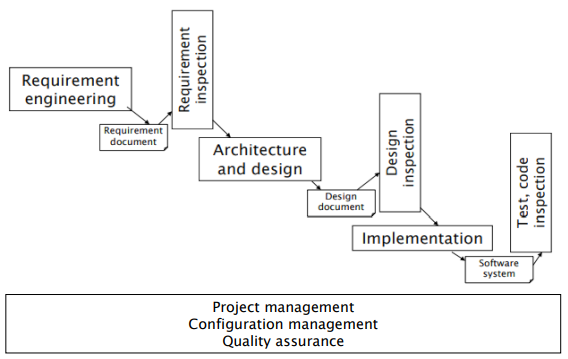 Requirement
engineering
Requirement
document
Requirement
inspection
Architecture
and design
Design
document
Design
inspection
Implementation
Software
system
Test, code
inspection
Project management
Configuration management
Quality assurance